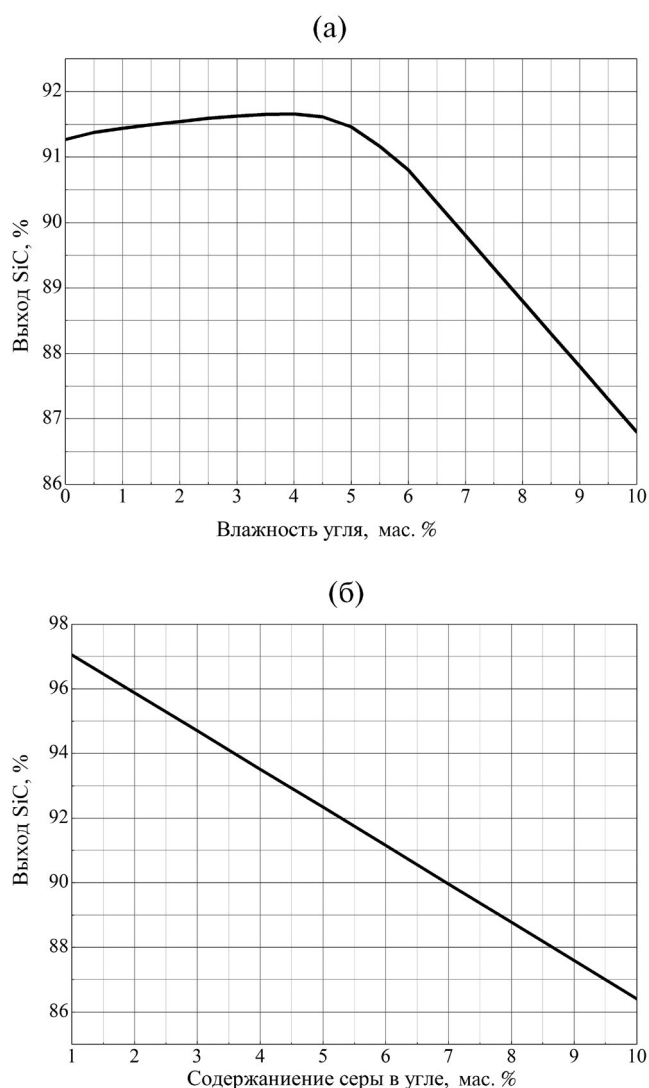 (а)
Выход SiC, %
92
91
90
89
88
87
86
0 1 2 3 4 5 6 7 8 9 10
Влажность угля, мас. %
(б)
Выход SiC, %
98
96
94
92
90
88
86
1 2 3 4 5 6 7 8 9 10
Содержаниение серы в угле, мас. %